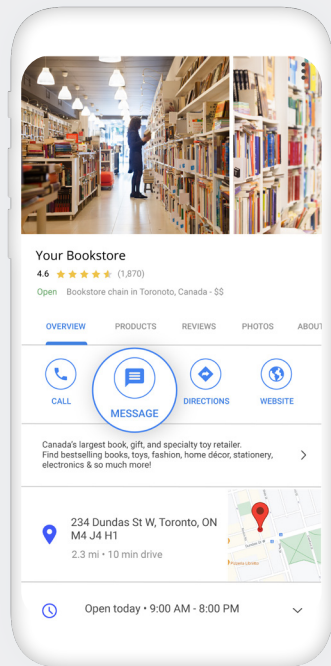 Your Bookstore
4.6 (1,870)
Open Bookstore chain in Toronoto, Canada - $$
OVERVIEW PRODUCTS REVIEWS PHOTOS ABOUT
CALL MESSAGE DIRECTIONS WEBSITE
Canada's largest book, gift, and specialty toy retailer.
Find bestselling books, toys, fashion, home décor, stationery,
electronics & so much more!
234 Dundas St W, Toronto, ON
M4 J4 H1
2.3 mi • 10 min drive
Open today • 9:00 AM - 8:00 PM